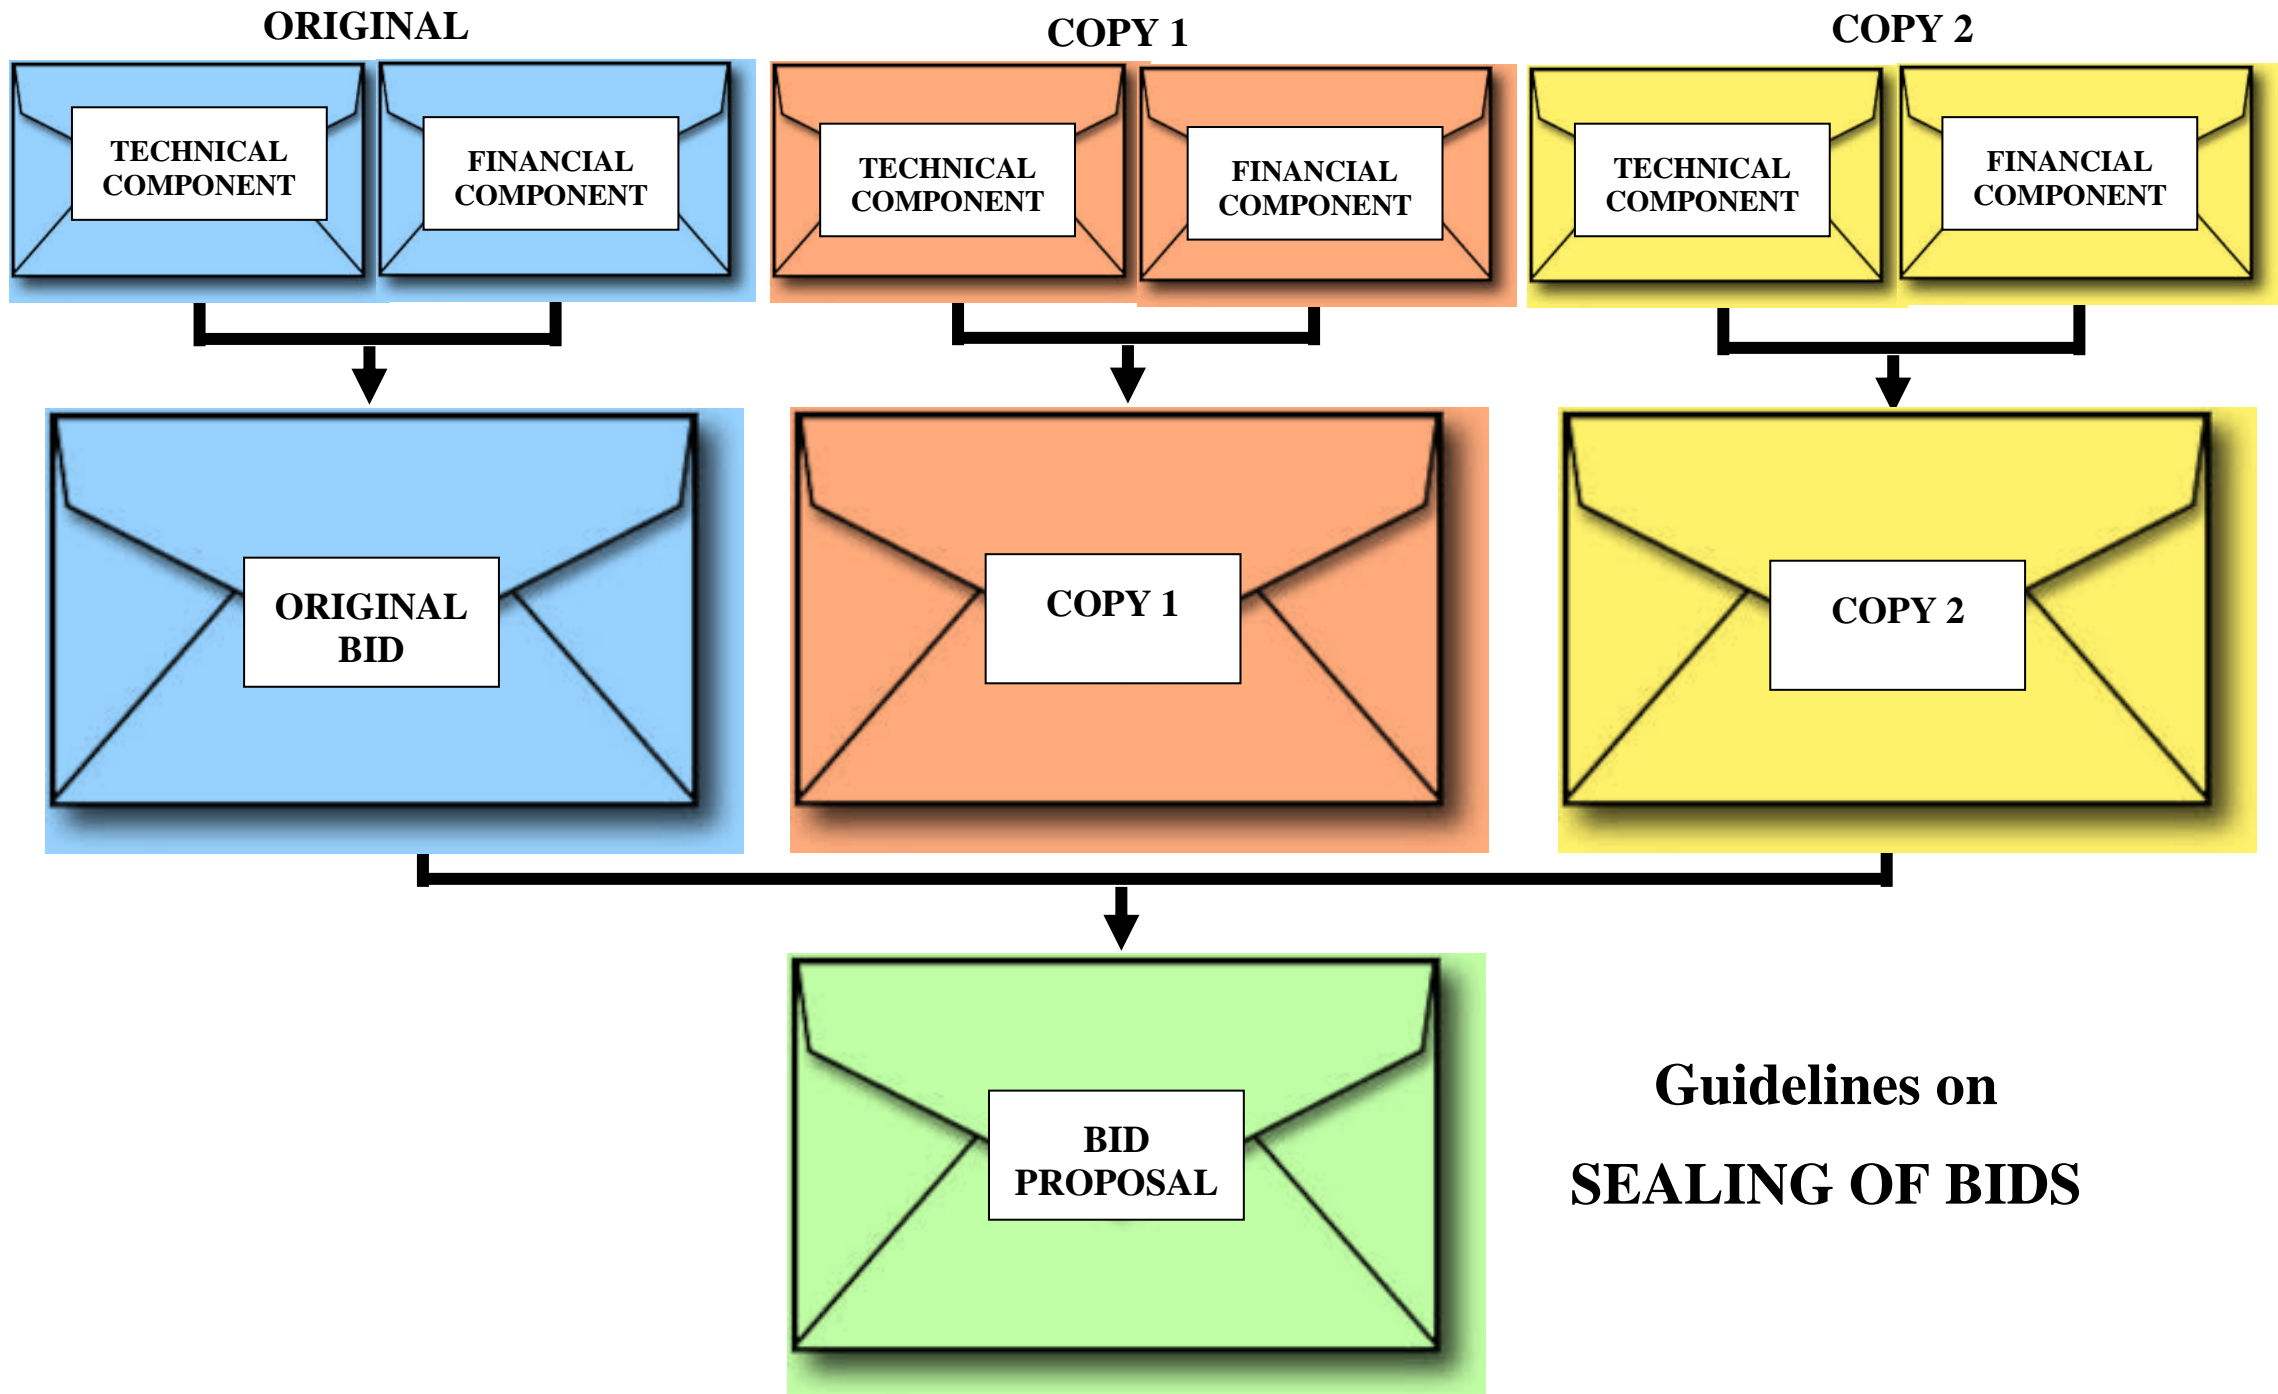 ORIGINAL
COPY 1
COPY 2
TECHNICAL
COMPONENT
FINANCIAL
COMPONENT
TECHNICAL
COMPONENT
FINANCIAL
COMPONENT
TECHNICAL
COMPONENT
FINANCIAL
COMPONENT
ORIGINAL
BID
COPY 1
COPY 2
BID
PROPOSAL
Guidelines on
SEALING OF BIDS